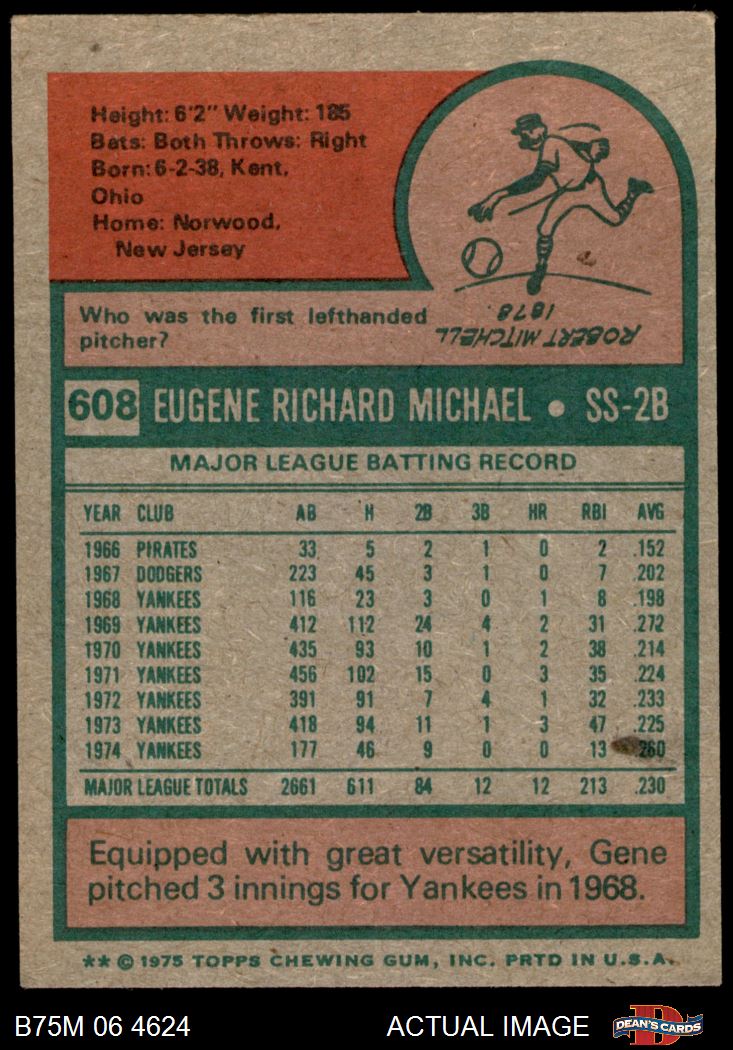 Height: 6'2" Weight: 185
Bats: Both Throws: Right
Born: 6-2-38, Kent,
Ohio
Home: Norwood,
New Jersey
Who was the first lefthanded
pitcher?
ROBERT MITCHELL
1878.
608 EUGENE RICHARD MICHAEL • SS-2B
MAJOR LEAGUE BATTING RECORD
YEAR CLUB AB H 2B 3B HR RBI AVG
1966 PIRATES 33 5 2 1 0 2 .152
1967 DODGERS 223 45 3 1 0 7 .202
1968 YANKEES 116 23 3 0 1 8 .198
1969 YANKEES 412 112 24 4 2 31 .272
1970 YANKEES 435 93 10 1 2 38 .214
1971 YANKEES 456 102 15 0 3 35 .224
1972 YANKEES 391 91 7 4 1 32 .233
1973 YANKEES 418 94 11 1 3 47 .225
1974 YANKEES 177 46 9 0 0 13 .260
MAJOR LEAGUE TOTALS 2661 611 84 12 12 213 .230
Equipped with great versatility, Gene
pitched 3 innings for Yankees in 1968.
** © 1975 TOPPS CHEWING GUM, INC. PRTD IN U.S.A.
B75M 06 4624 ACTUAL IMAGE DEAN'S CARDS